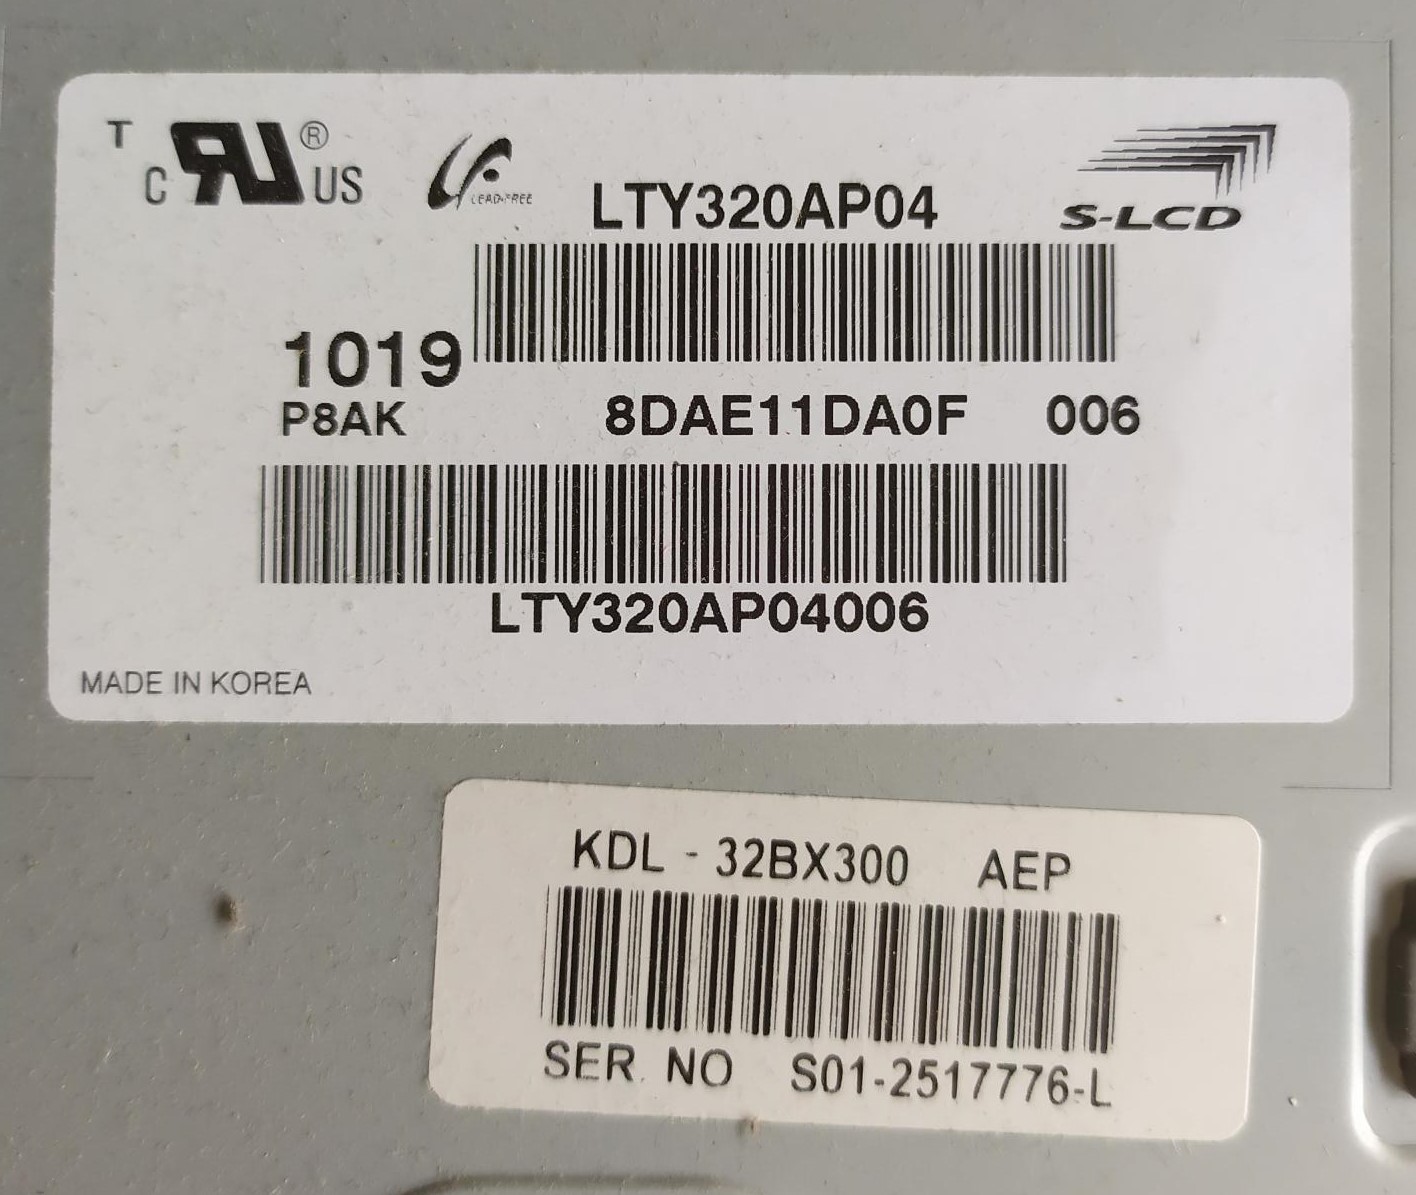 T
C RU ® US
LEAD-FREE
LTY320AP04
S-LCD
1019
P8AK 8DAE11DA0F 006
LTY320AP04006
MADE IN KOREA
KDL - 32BX300 AEP
SER. NO S01-2517776-L